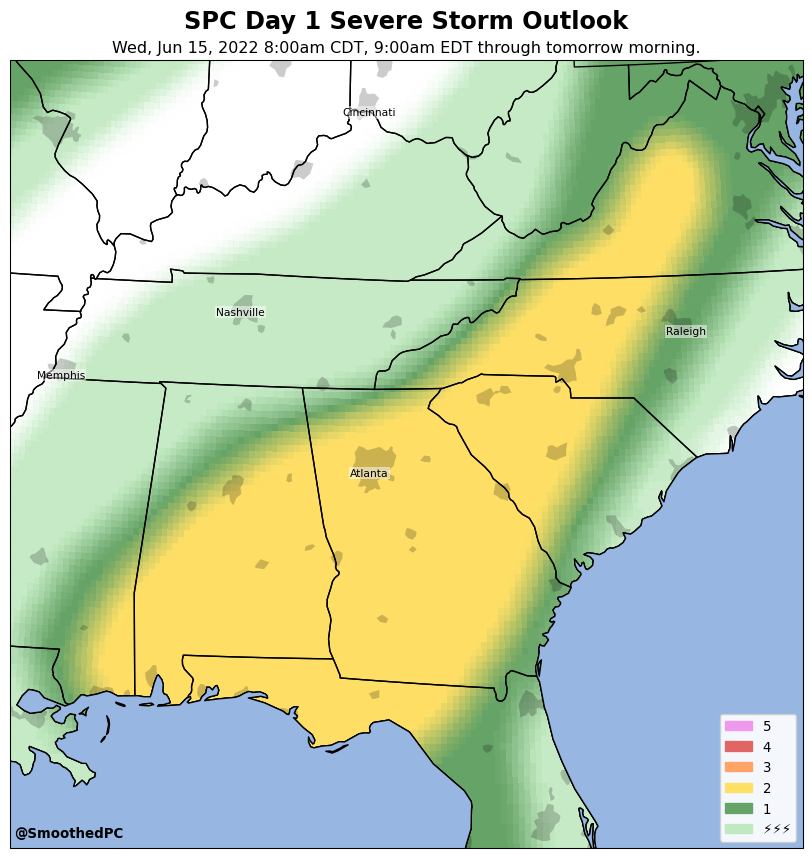 SPC Day 1 Severe Storm Outlook
Wed, Jun 15, 2022 8:00am CDT, 9:00am EDT through tomorrow morning.
Cincinnati
Nashville
Raleigh
Memphis
Atlanta
5
4
3
2
1
⚡⚡⚡
@SmoothedPC